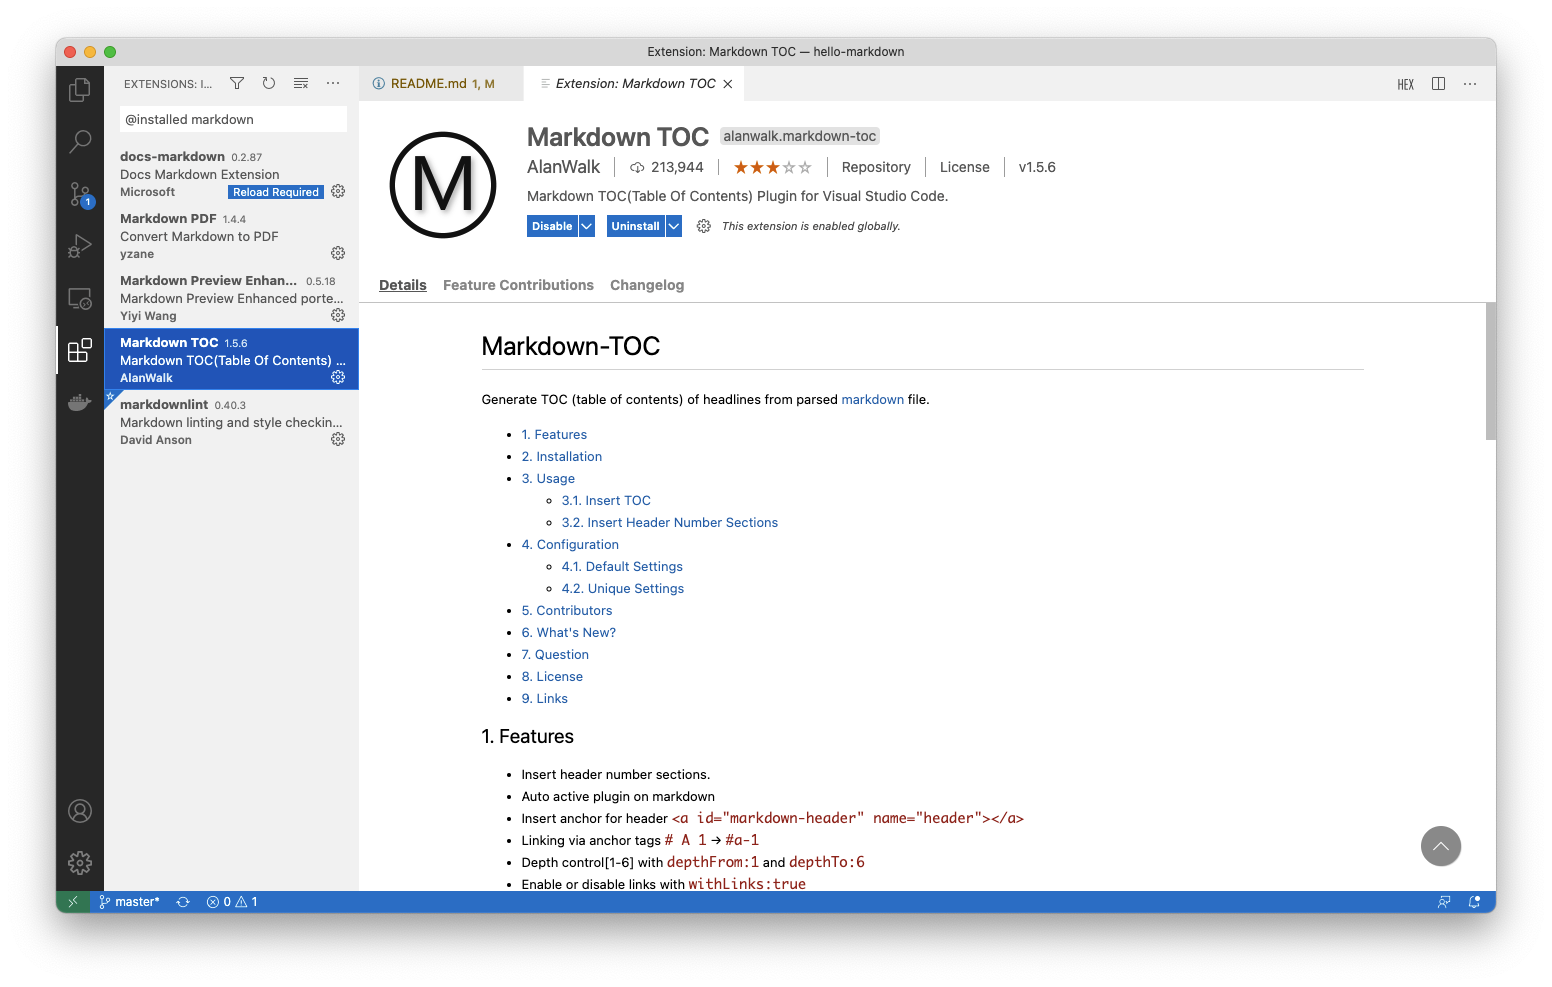 Extension: Markdown TOC — hello-markdown
EXTENSIONS: I...
README.md 1, M
Extension: Markdown TOC
HEX
@installed markdown
docs-markdown 0.2.87
Docs Markdown Extension
Microsoft Reload Required
Markdown PDF 1.4.4
Convert Markdown to PDF
yzane
Markdown Preview Enhan... 0.5.18
Markdown Preview Enhanced porte...
Yiyi Wang
Markdown TOC 1.5.6
Markdown TOC(Table Of Contents) ...
AlanWalk
markdownlint 0.40.3
Markdown linting and style checkin...
David Anson
1
M
Markdown TOC alanwalk.markdown-toc
AlanWalk 213,944 Repository License v1.5.6
Markdown TOC(Table Of Contents) Plugin for Visual Studio Code.
Disable Uninstall This extension is enabled globally.
Details Feature Contributions Changelog
Markdown-TOC
Generate TOC (table of contents) of headlines from parsed markdown file.
1. Features
2. Installation
3. Usage
3.1. Insert TOC
3.2. Insert Header Number Sections
4. Configuration
4.1. Default Settings
4.2. Unique Settings
5. Contributors
6. What's New?
7. Question
8. License
9. Links
1. Features
Insert header number sections.
Auto active plugin on markdown
Insert anchor for header <a id="markdown-header" name="header"></a>
Linking via anchor tags # A 1 → #a-1
Depth control[1-6] with depthFrom:1 and depthTo:6
Enable or disable links with withLinks:true
master* 0 1